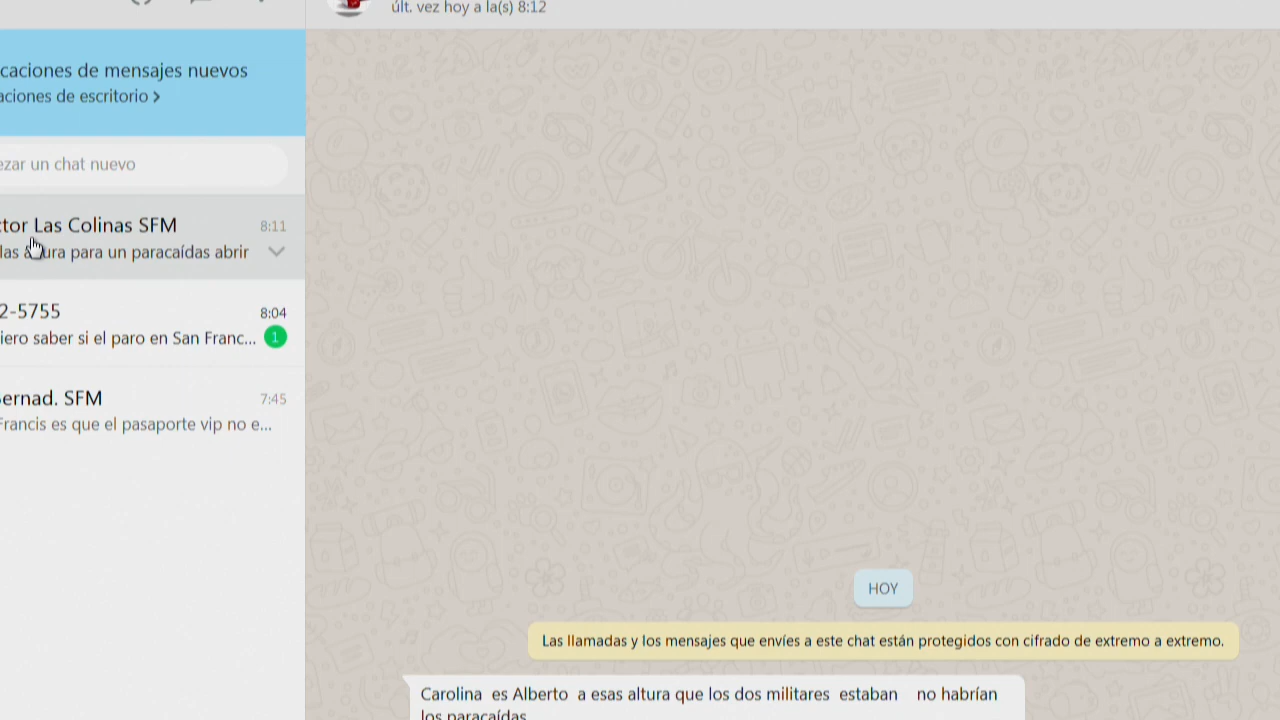 últ. vez hoy a la(s) 8:12
caciones de mensajes nuevos
aciones de escritorio >
ezar un chat nuevo
tor Las Colinas SFM
8:11
las ura para un paracaídas abrir
2-5755
8:04
iero saber si el paro en San Franc...
1
ernad. SFM
7:45
Francis es que el pasaporte vip no e...
HOY
Las llamadas y los mensajes que envíes a este chat están protegidos con cifrado de extremo a extremo.
Carolina es Alberto a esas altura que los dos militares estaban no habrían
los paracaídas